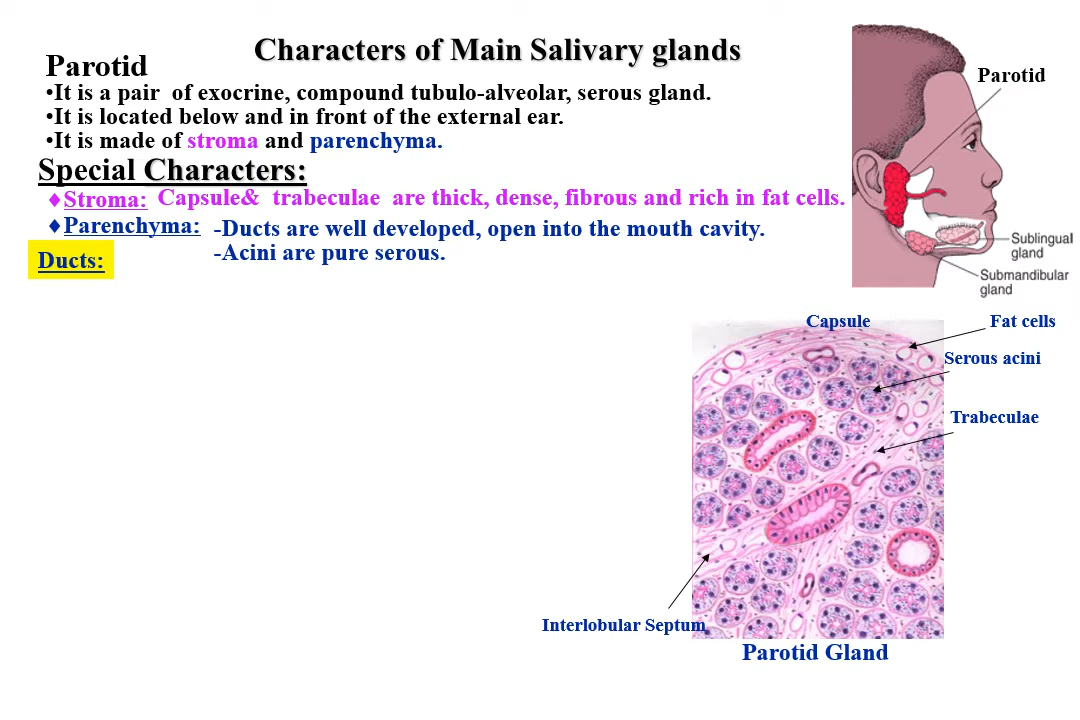 Characters of Main Salivary glands
Parotid
•It is a pair of exocrine, compound tubulo-alveolar, serous gland.
•It is located below and in front of the external ear.
•It is made of stroma and parenchyma.
Special Characters:
♦Stroma: Capsule& trabeculae are thick, dense, fibrous and rich in fat cells.
♦Parenchyma: -Ducts are well developed, open into the mouth cavity.
-Acini are pure serous.
Ducts:
Parotid
Sublingual
gland
Submandibular
gland
Capsule
Fat cells
Serous acini
Trabeculae
Interlobular Septum
Parotid Gland